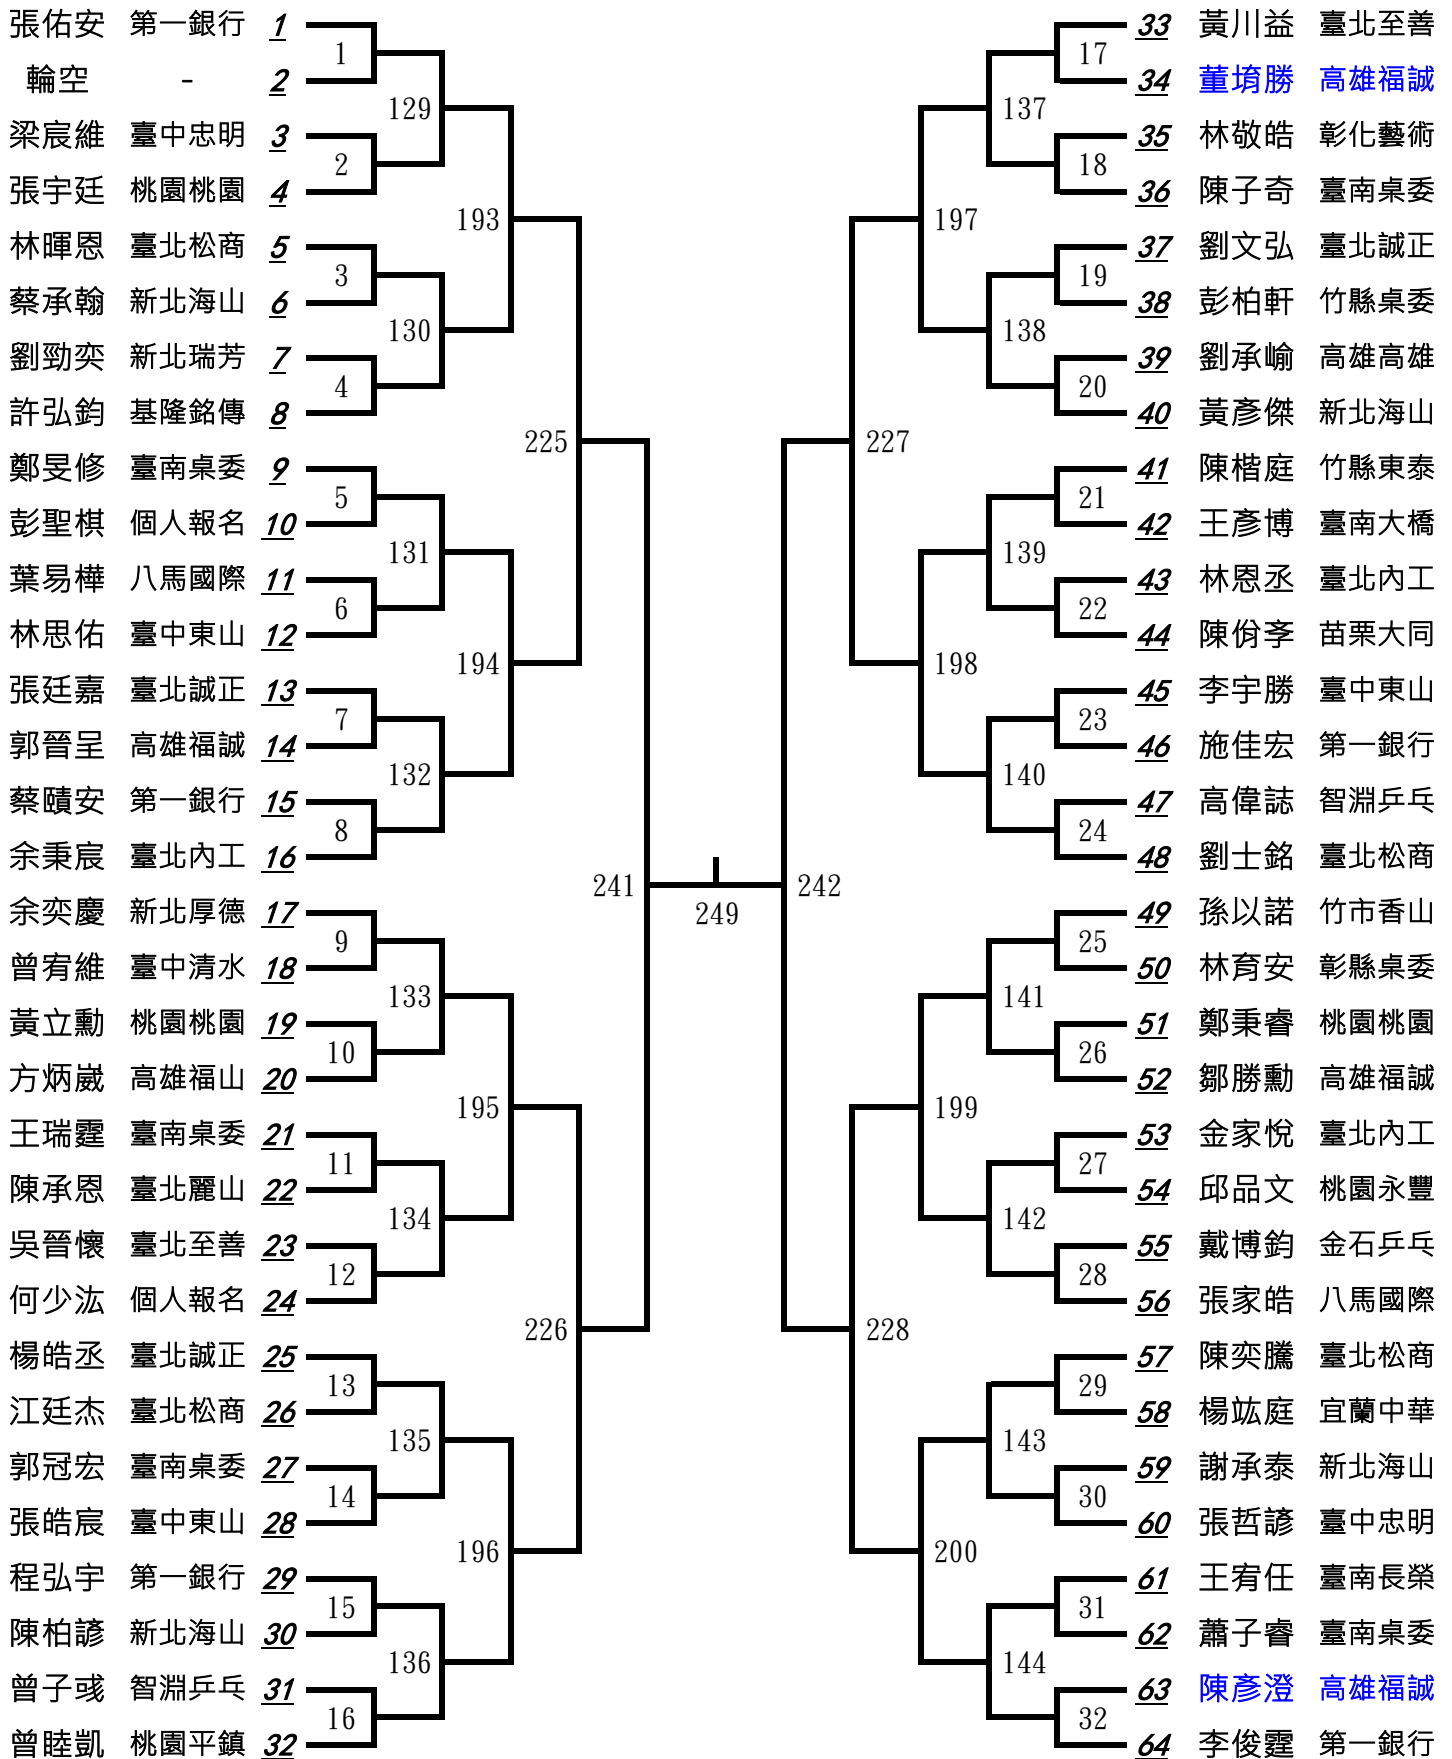 張佑安 第一銀行 1
輪空 - 2
梁宸維 臺中忠明 3
張宇廷 桃園桃園 4
林暉恩 臺北松商 5
蔡承翰 新北海山 6
劉勁奕 新北瑞芳 7
許弘鈞 基隆銘傳 8
鄭旻修 臺南桌委 9
彭聖棋 個人報名 10
葉易樺 八馬國際 11
林思佑 臺中東山 12
張廷嘉 臺北誠正 13
郭晉呈 高雄福誠 14
蔡賾安 第一銀行 15
余秉宸 臺北內工 16
余奕慶 新北厚德 17
曾宥維 臺中清水 18
黃立勳 桃園桃園 19
方炳崴 高雄福山 20
王瑞霆 臺南桌委 21
陳承恩 臺北麗山 22
吳晉懷 臺北至善 23
何少汯 個人報名 24
楊皓丞 臺北誠正 25
江廷杰 臺北松商 26
郭冠宏 臺南桌委 27
張皓宸 臺中東山 28
程弘宇 第一銀行 29
陳柏諺 新北海山 30
曾子彧 智淵乒乓 31
曾睦凱 桃園平鎮 32
1
2
3
4
5
6
7
8
9
10
11
12
13
14
15
16
129
130
131
132
133
134
135
136
193
194
195
196
225
226
241
249
242
227
228
197
198
199
200
137
138
139
140
141
142
143
144
17
18
19
20
21
22
23
24
25
26
27
28
29
30
31
32
33 黃川益 臺北至善
34 董堉勝 高雄福誠
35 林敬皓 彰化藝術
36 陳子奇 臺南桌委
37 劉文弘 臺北誠正
38 彭柏軒 竹縣桌委
39 劉承崳 高雄高雄
40 黃彥傑 新北海山
41 陳楷庭 竹縣東泰
42 王彥博 臺南大橋
43 林恩丞 臺北內工
44 陳佾 苗栗大同
45 李宇勝 臺中東山
46 施佳宏 第一銀行
47 高偉誌 智淵乒乓
48 劉士銘 臺北松商
49 孫以諾 竹市香山
50 林育安 彰縣桌委
51 鄭秉睿 桃園桃園
52 鄒勝勳 高雄福誠
53 金家悅 臺北內工
54 邱品文 桃園永豐
55 戴博鈞 金石乒乓
56 張家皓 八馬國際
57 陳奕騰 臺北松商
58 楊竑庭 宜蘭中華
59 謝承泰 新北海山
60 張哲諺 臺中忠明
61 王宥任 臺南長榮
62 蕭子睿 臺南桌委
63 陳彥澄 高雄福誠
64 李俊霆 第一銀行